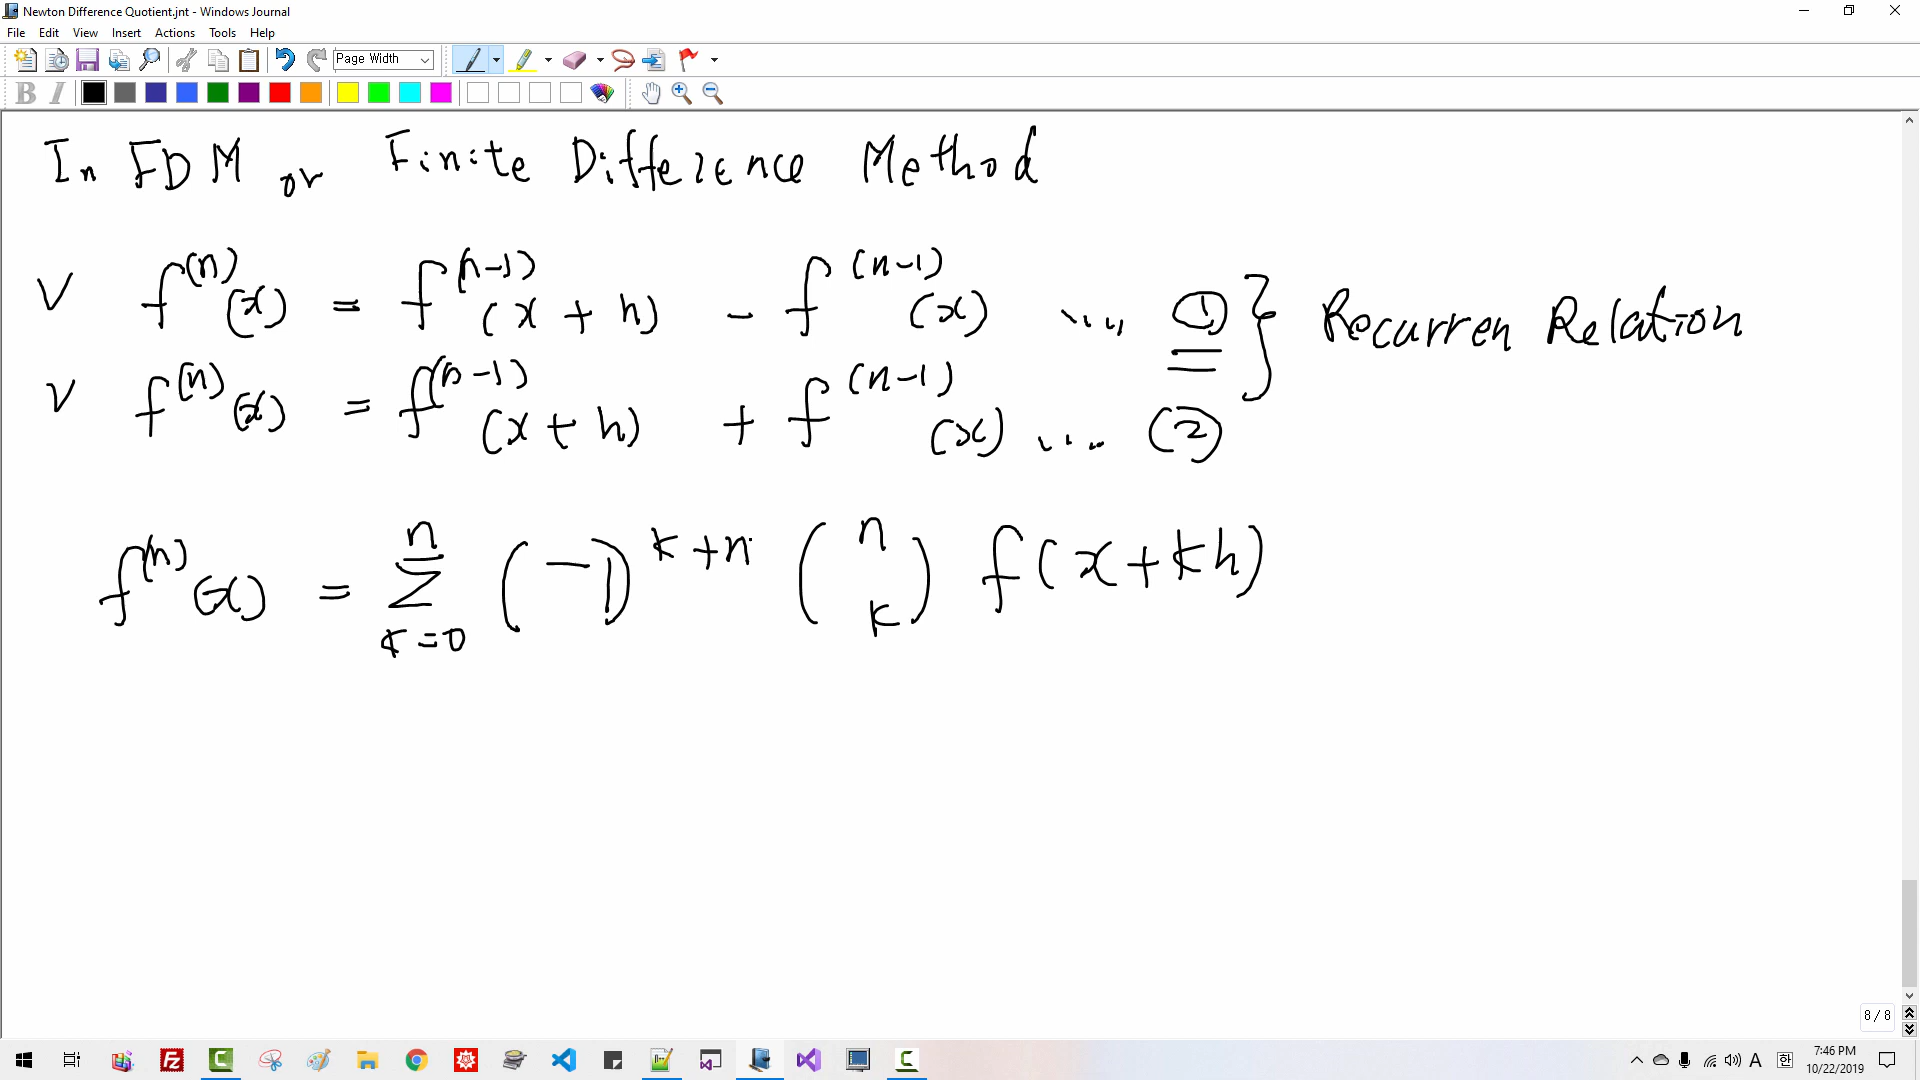 Newton Difference Quotient.jnt - Windows Journal
File Edit View Insert Actions Tools Help
Page Width
B I
In FDM or Finite Difference Method
V f^(n) (x) = f^(n-1) (x + h) - f^(n-1) (x) .... ①
} Recurren Relation
V f^(n) (x) = f^(n-1) (x + h) + f^(n-1) (x) .... (2)
f^(n) (x) = Σ_{k=0}^{n} (-1)^{k+n} (n k) f(x+kh)
8 / 8
A 한 7:46 PM
10/22/2019